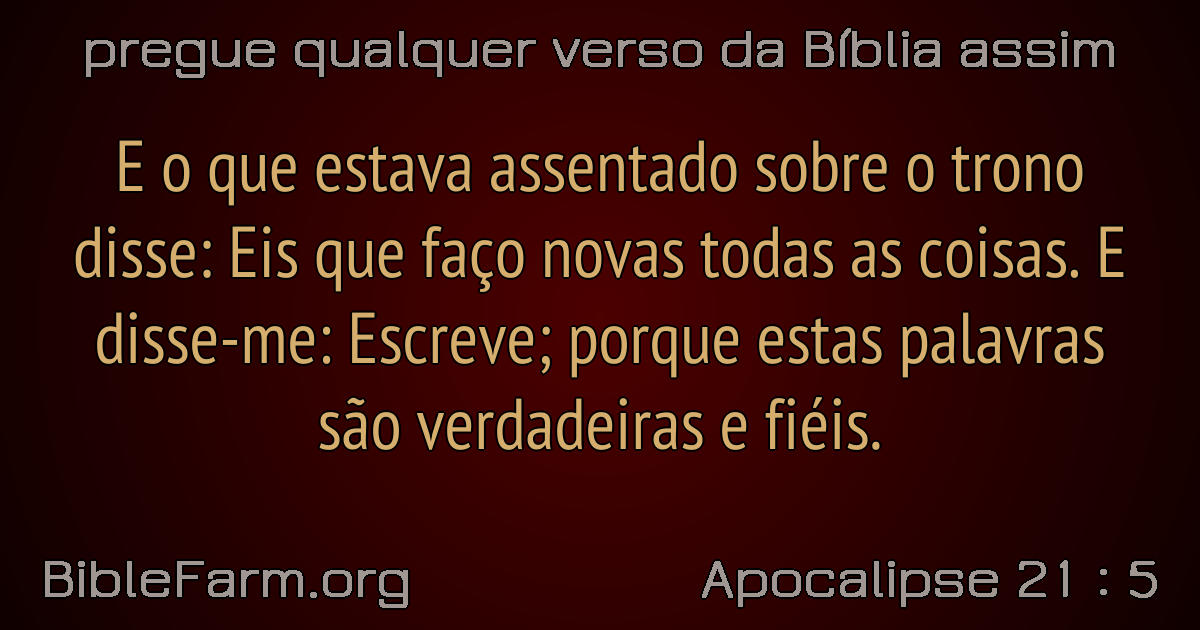 pregue qualquer verso da Bíblia assim
E o que estava assentado sobre o trono
disse: Eis que faço novas todas as coisas. E
disse-me: Escreve; porque estas palavras
são verdadeiras e fiéis.
BibleFarm.org
Apocalipse 21 : 5